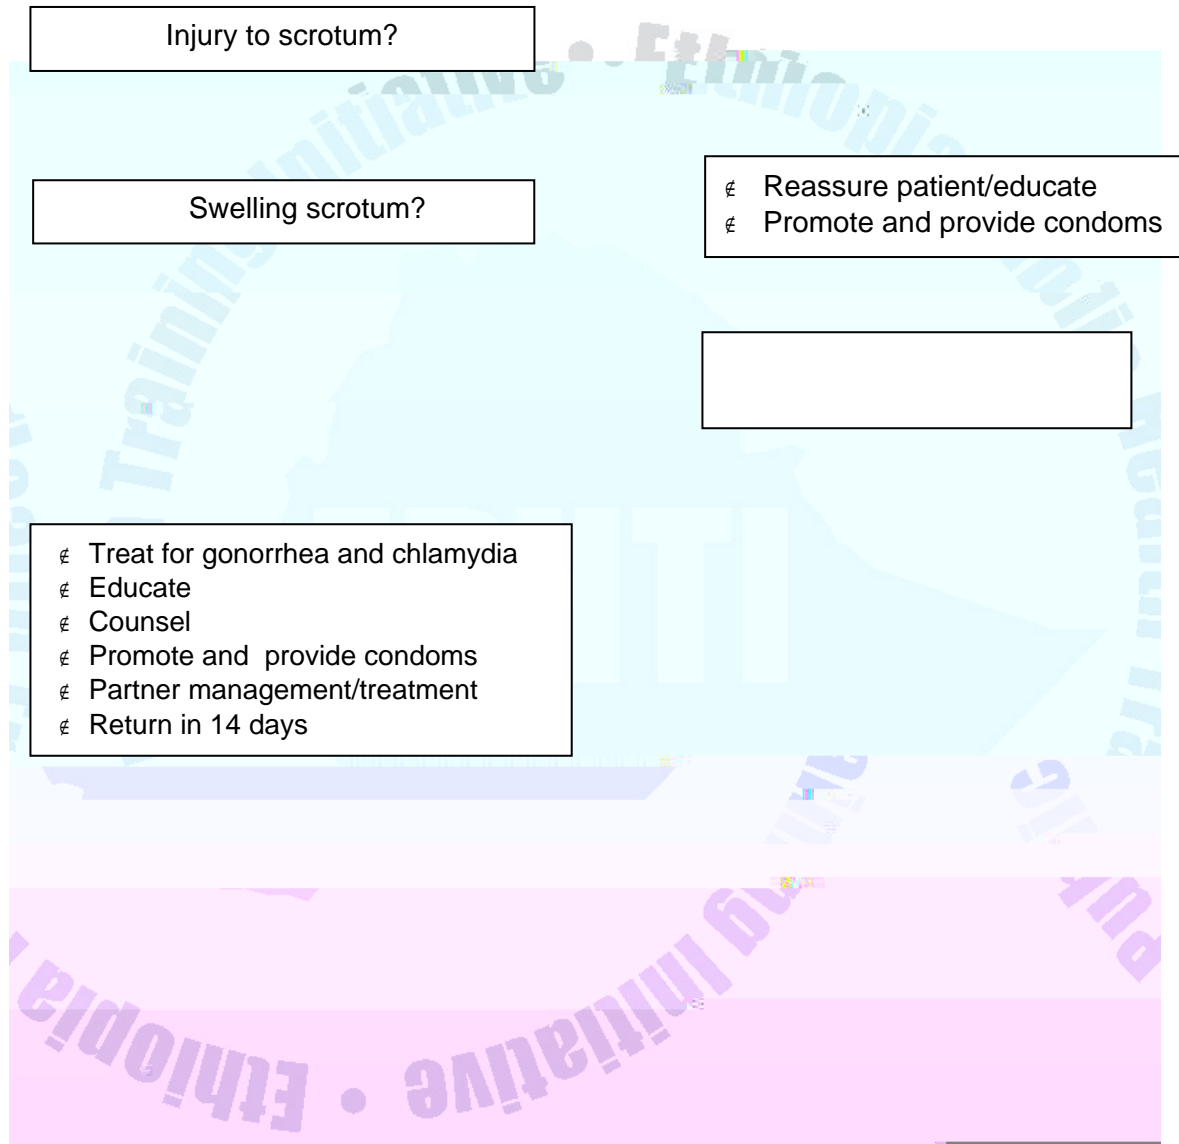 Injury to scrotum?
Swelling scrotum?
∉ Reassure patient/educate
∉ Promote and provide condoms
∉ Treat for gonorrhea and chlamydia
∉ Educate
∉ Counsel
∉ Promote and provide condoms
∉ Partner management/treatment
∉ Return in 14 days